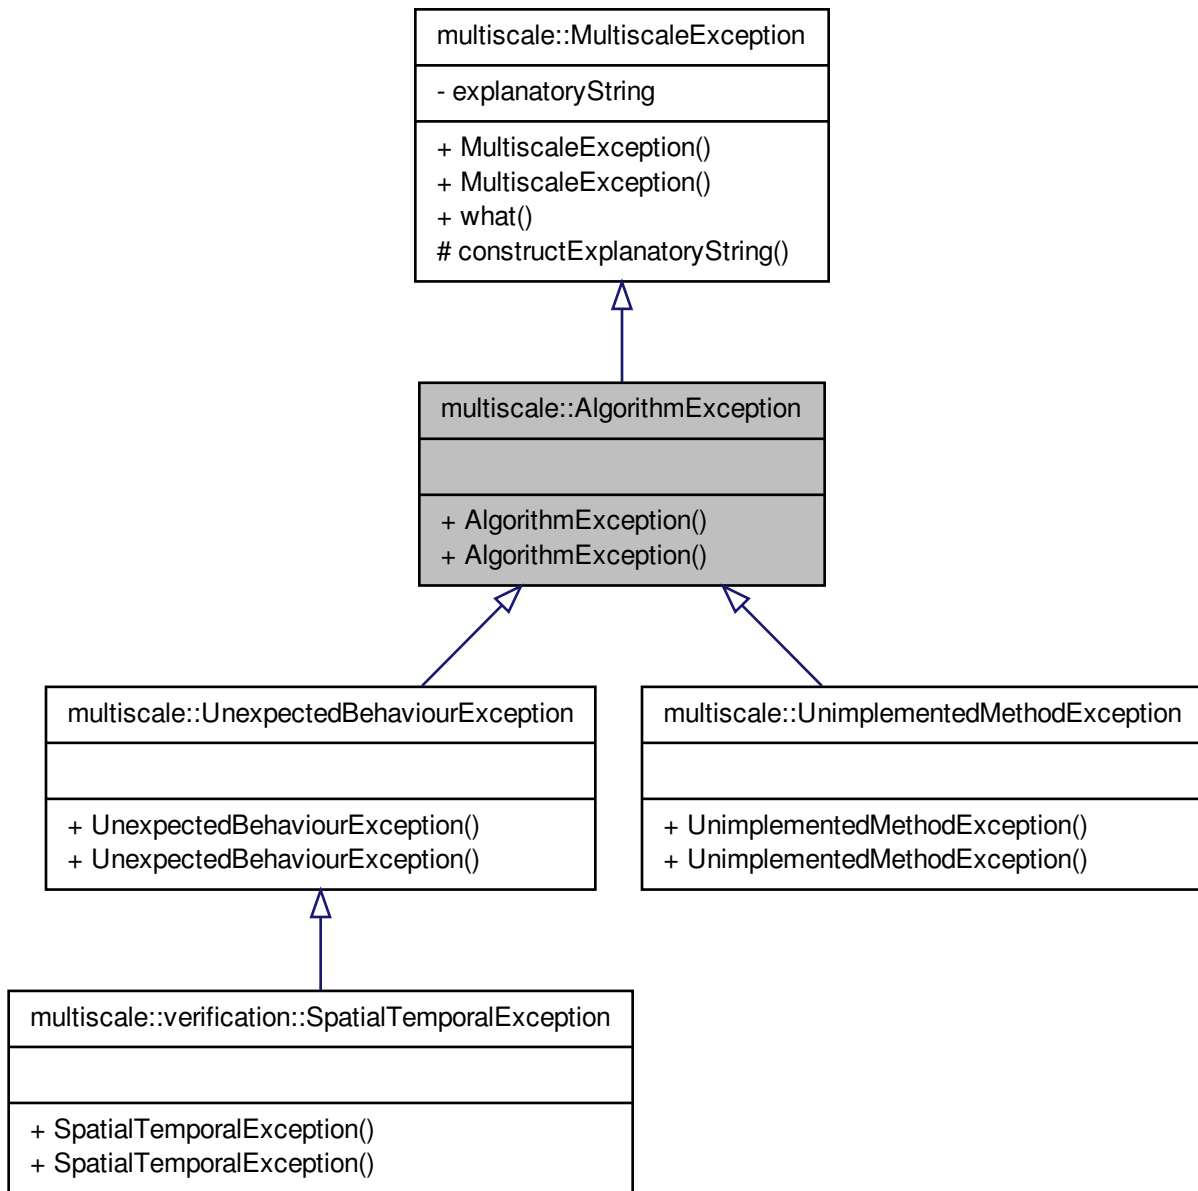 multiscale::MultiscaleException
- explanatoryString
+ MultiscaleException()
+ MultiscaleException()
+ what()
# constructExplanatoryString()
multiscale::AlgorithmException
+ AlgorithmException()
+ AlgorithmException()
multiscale::UnexpectedBehaviourException
+ UnexpectedBehaviourException()
+ UnexpectedBehaviourException()
multiscale::UnimplementedMethodException
+ UnimplementedMethodException()
+ UnimplementedMethodException()
multiscale::verification::SpatialTemporalException
+ SpatialTemporalException()
+ SpatialTemporalException()